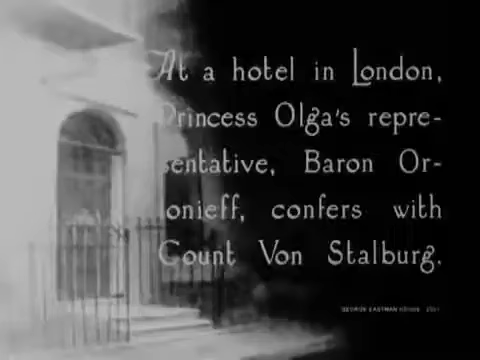 At a hotel in London,
Princess Olga's repre-
sentative, Baron Or-
onieff, confers with
Count Von Stalburg.
GEORGE EASTMAN HOUSE 2001